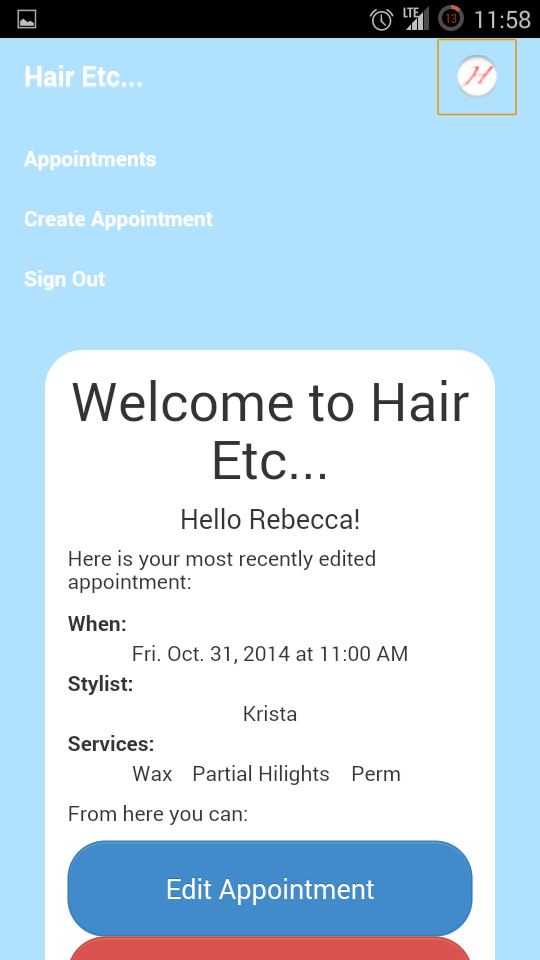 LTE 13 11:58
Hair Etc... H
Appointments
Create Appointment
Sign Out
Welcome to Hair
Etc...
Hello Rebecca!
Here is your most recently edited
appointment:
When:
Fri. Oct. 31, 2014 at 11:00 AM
Stylist:
Krista
Services:
Wax Partial Hilights Perm
From here you can:
Edit Appointment